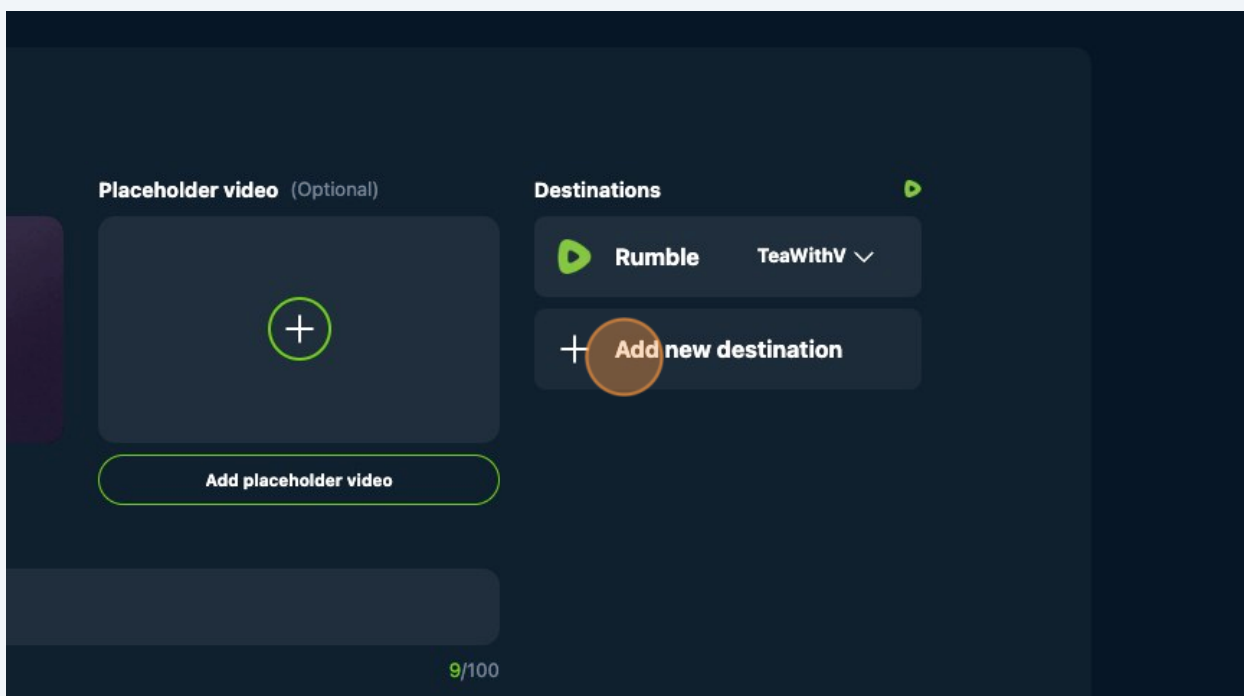 Placeholder video (Optional)
Add placeholder video
9/100
Destinations
Rumble TeaWithV
Add new destination